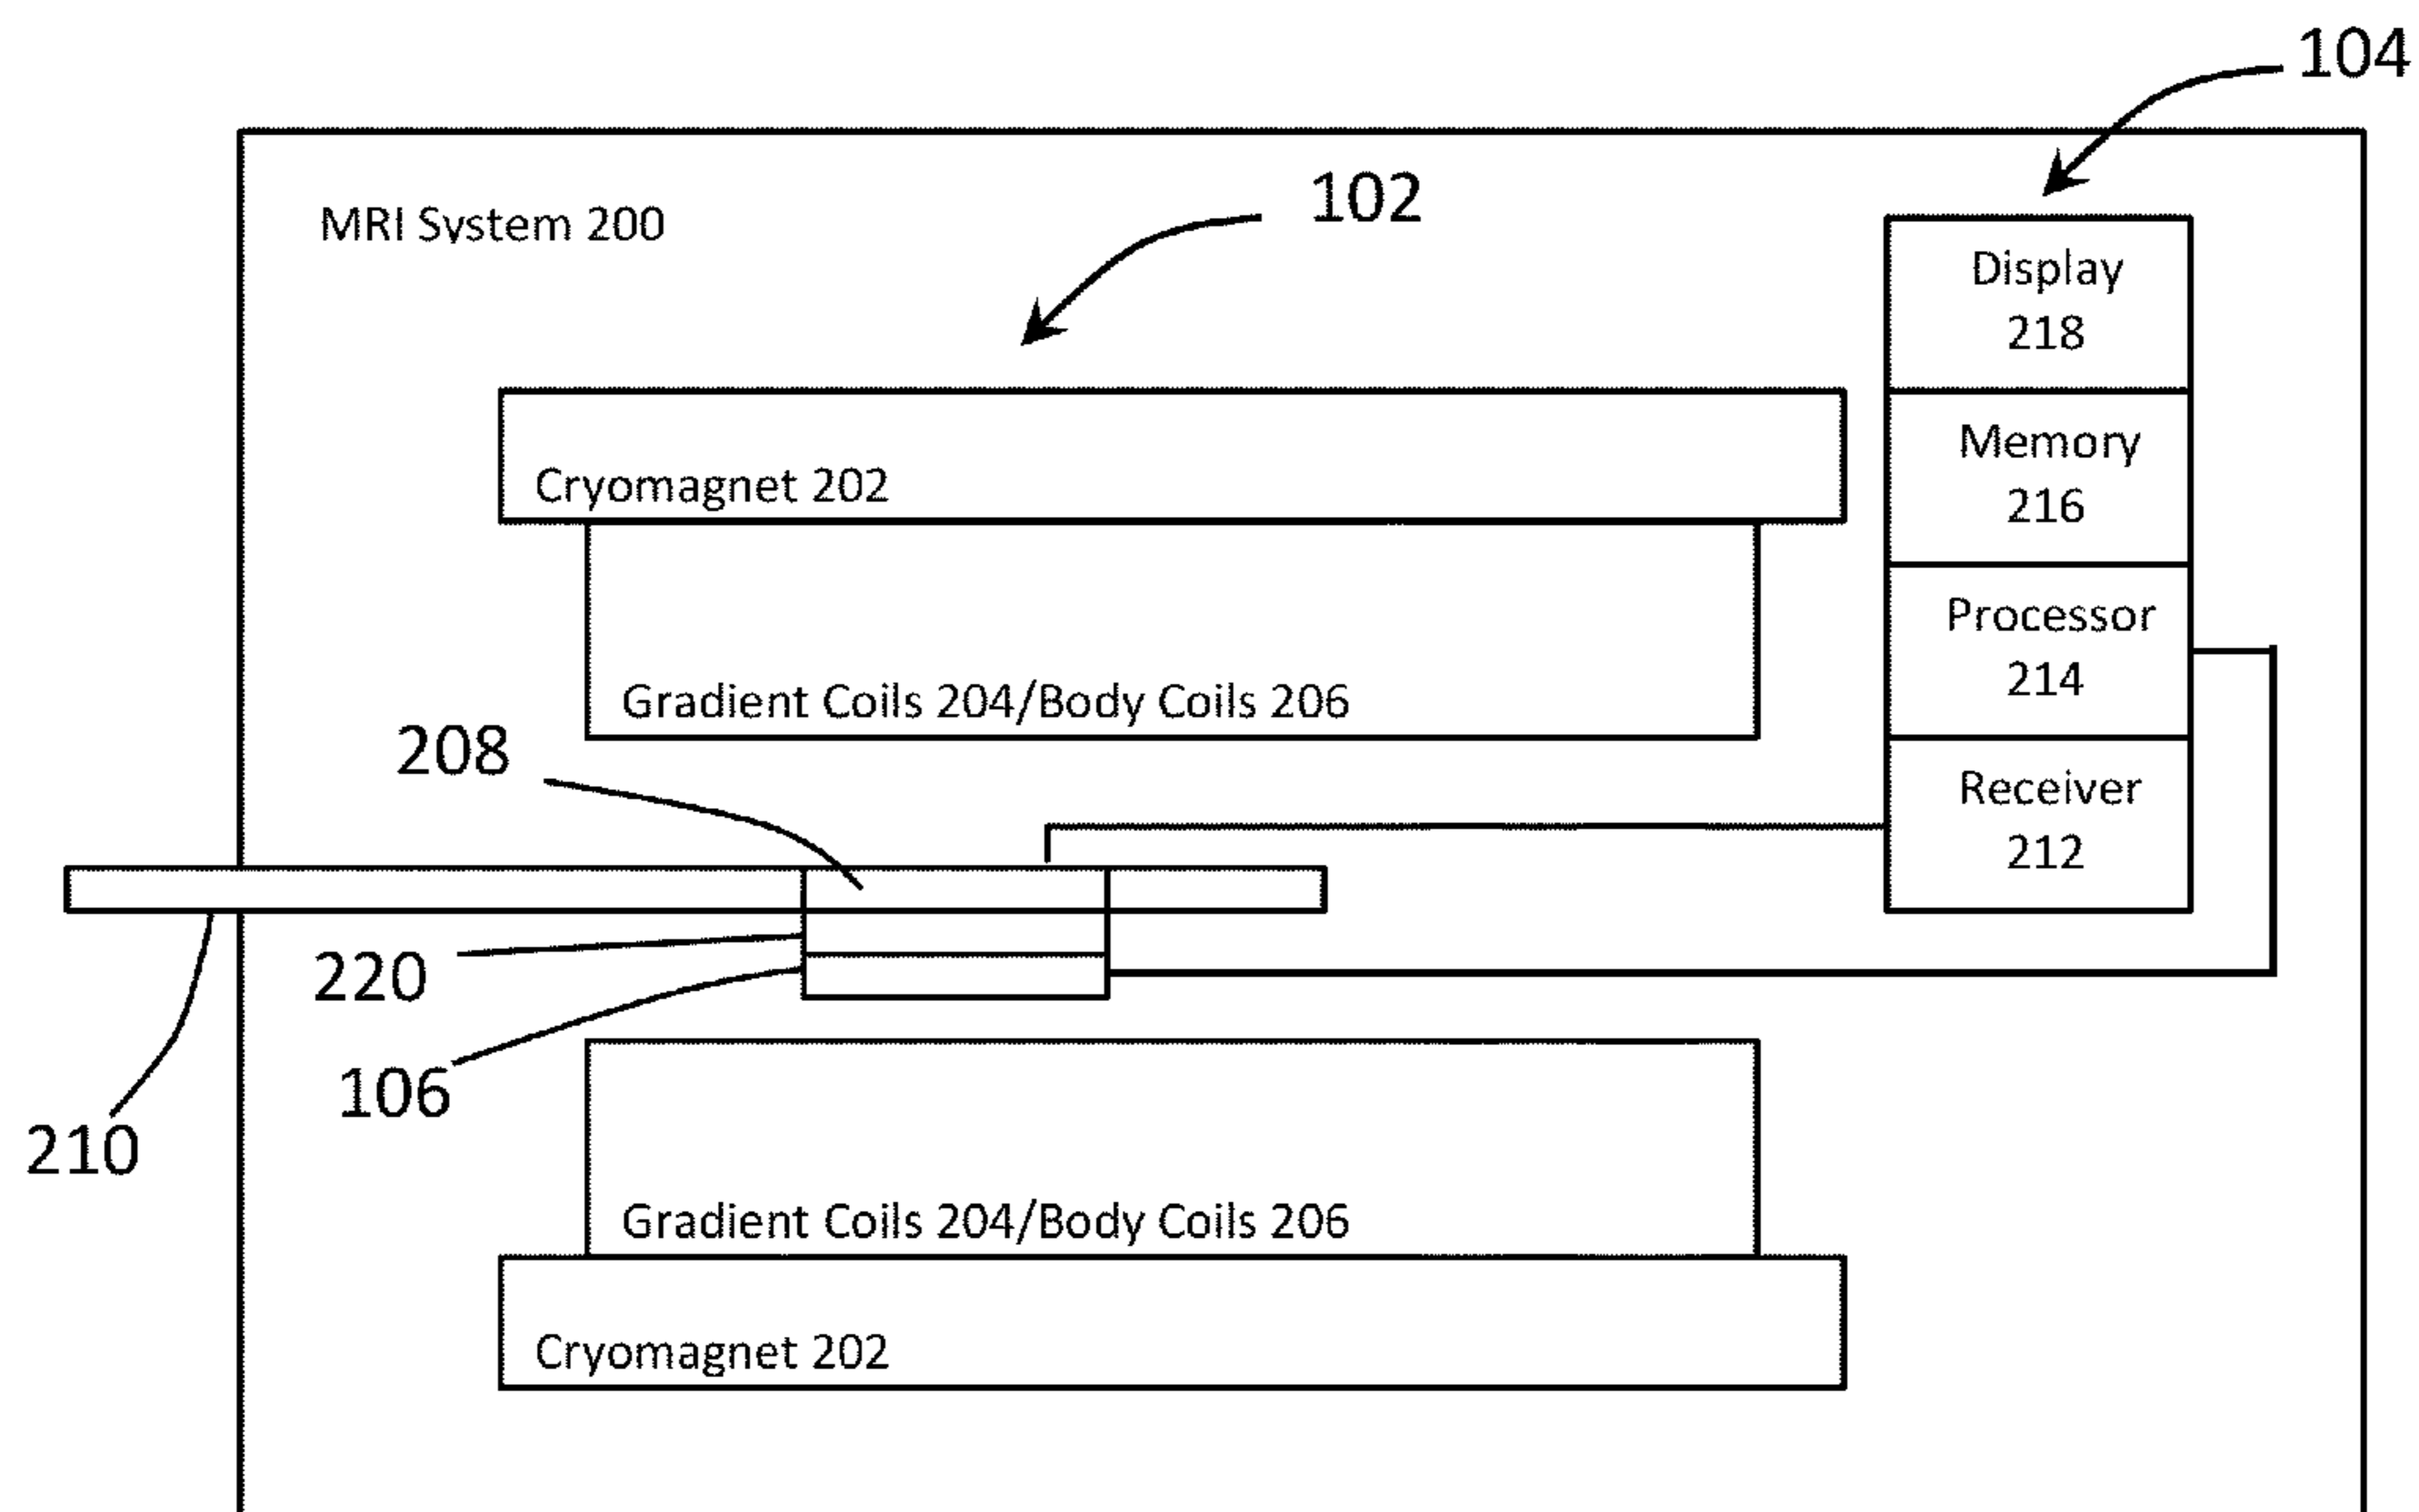 104
102
MRI System 200
Display
218
Memory
216
Cryomagnet 202
Processor
214
Gradient Coils 204/Body Coils 206
208
Receiver
212
220
106
210
Gradient Coils 204/Body Coils 206
Cryomagnet 202